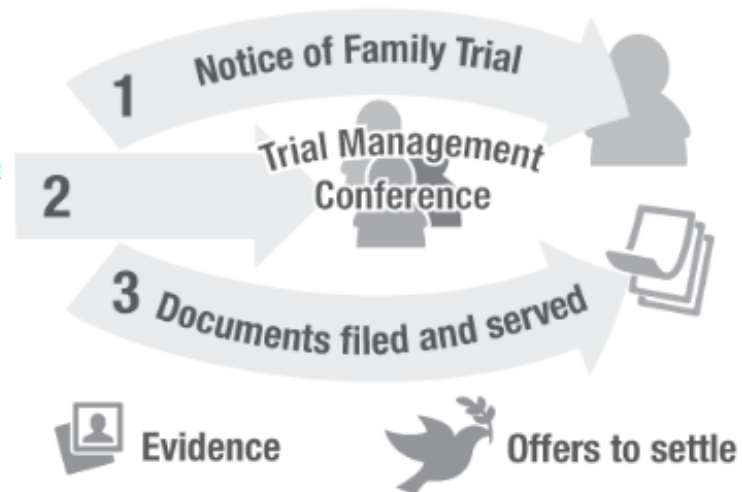 1 Notice of Family Trial
2 Trial Management
Conference
3 Documents filed and served
Evidence
Offers to settle